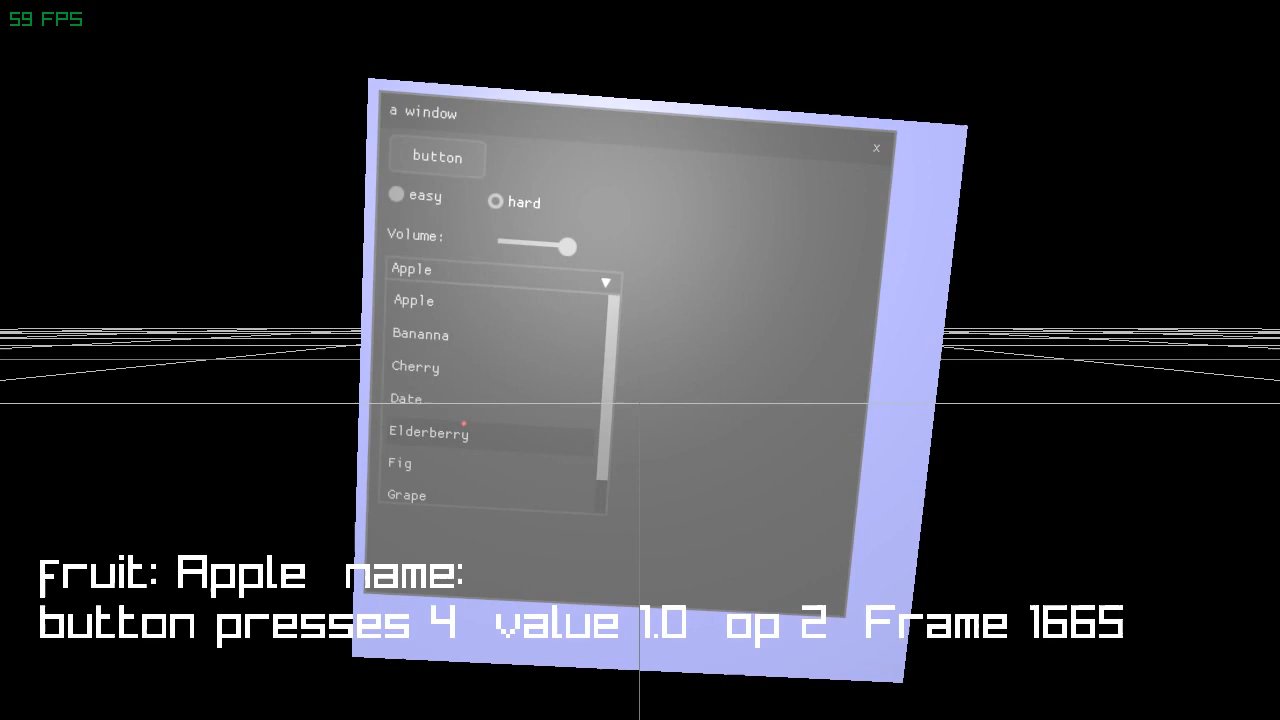 59 FPS
a window
x
button
easy hard
Volume:
Apple ▼
Apple
Bananna
Cherry
Date
Elderberry
Fig
Grape
Fruit: Apple name:
button presses 4 value 1.0 op 2 Frame 1665